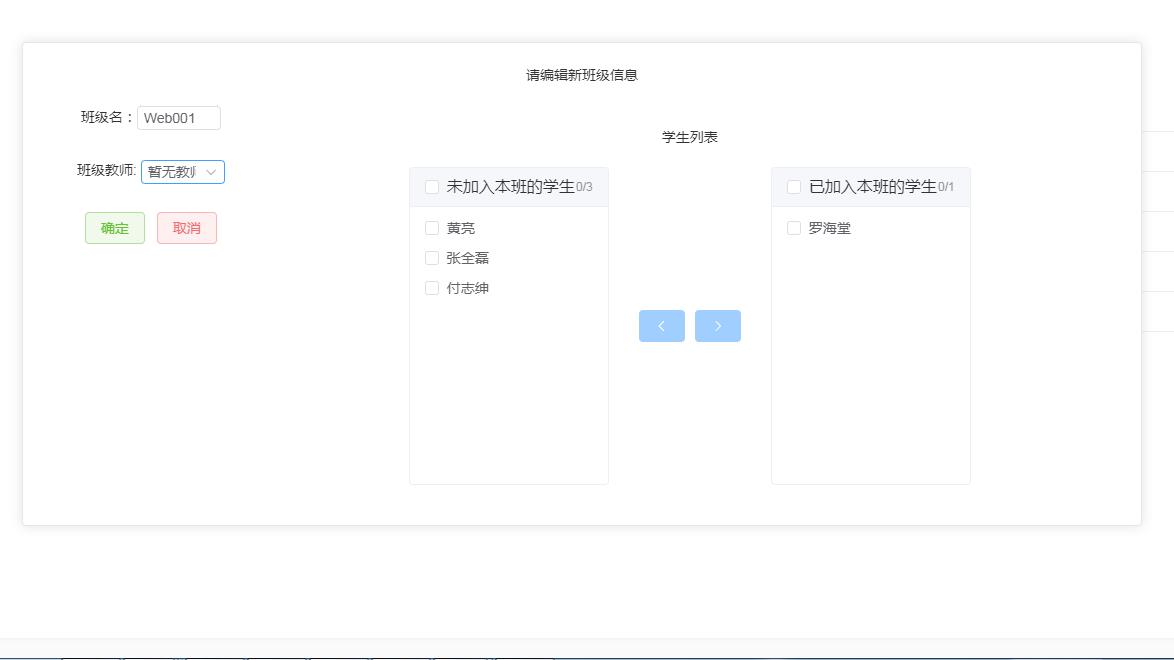 请编辑新班级信息
班级名：Web001
班级教师: 暂无教师
确定 取消
学生列表
未加入本班的学生0/3
黄亮
张全磊
付志绅
已加入本班的学生0/1
罗海堂